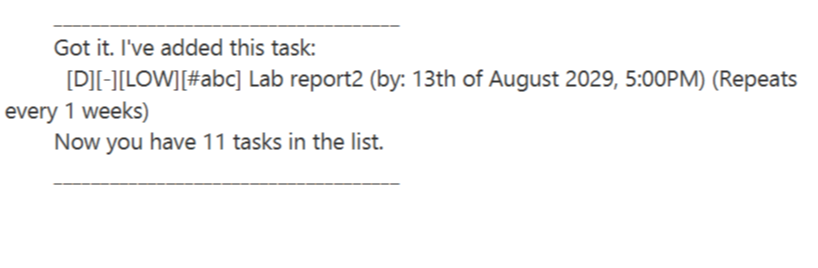 ____________________________________
Got it. I've added this task:
[D][-][LOW][#abc] Lab report2 (by: 13th of August 2029, 5:00PM) (Repeats
every 1 weeks)
Now you have 11 tasks in the list.
____________________________________